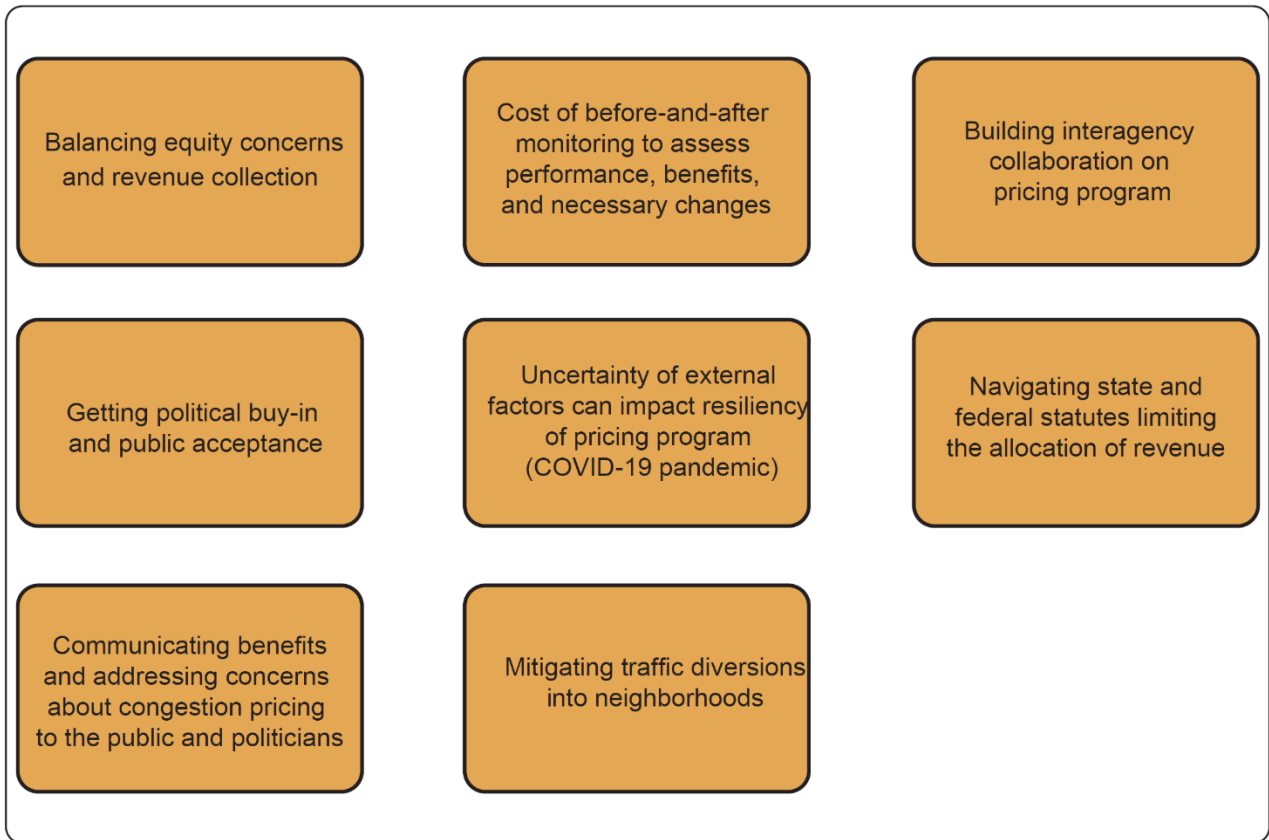 Balancing equity concerns
and revenue collection
Cost of before-and-after
monitoring to assess
performance, benefits,
and necessary changes
Building interagency
collaboration on
pricing program
Getting political buy-in
and public acceptance
Uncertainty of external
factors can impact resiliency
of pricing program
(COVID-19 pandemic)
Navigating state and
federal statutes limiting
the allocation of revenue
Communicating benefits
and addressing concerns
about congestion pricing
to the public and politicians
Mitigating traffic diversions
into neighborhoods